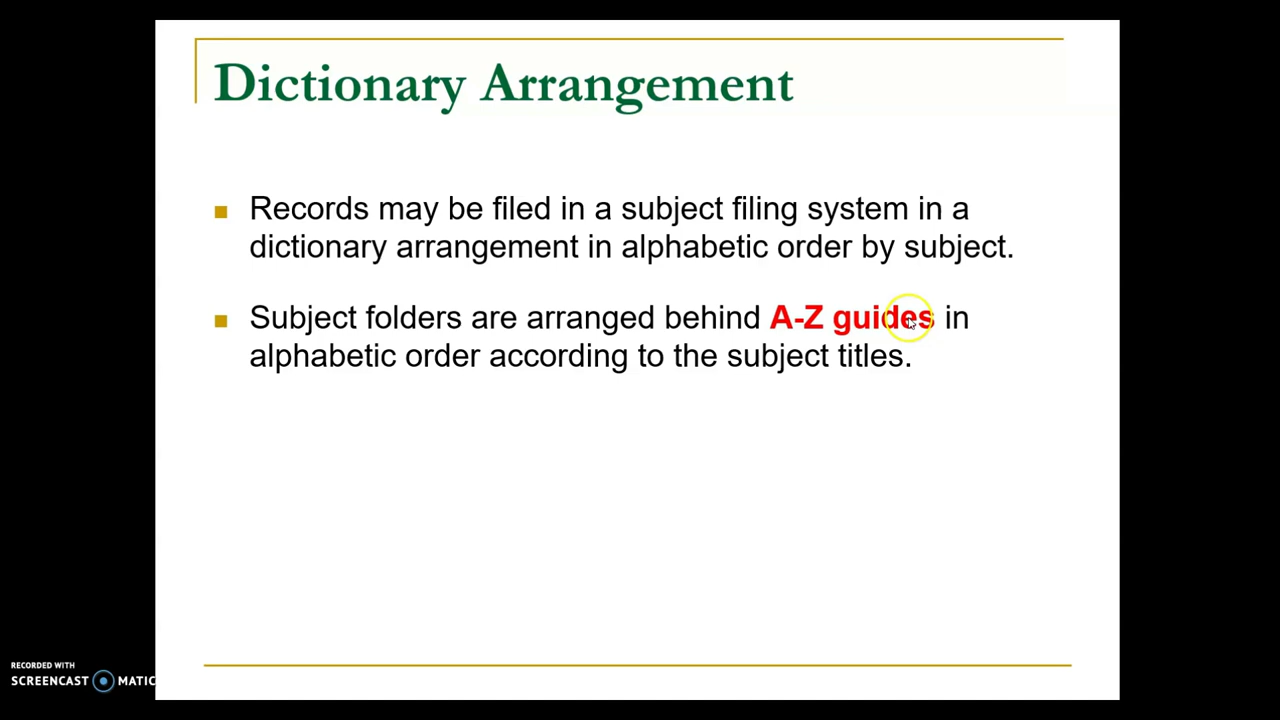 Dictionary Arrangement
Records may be filed in a subject filing system in a
dictionary arrangement in alphabetic order by subject.
Subject folders are arranged behind A-Z guides in
alphabetic order according to the subject titles.
RECORDED WITH
SCREENCAST MATIC